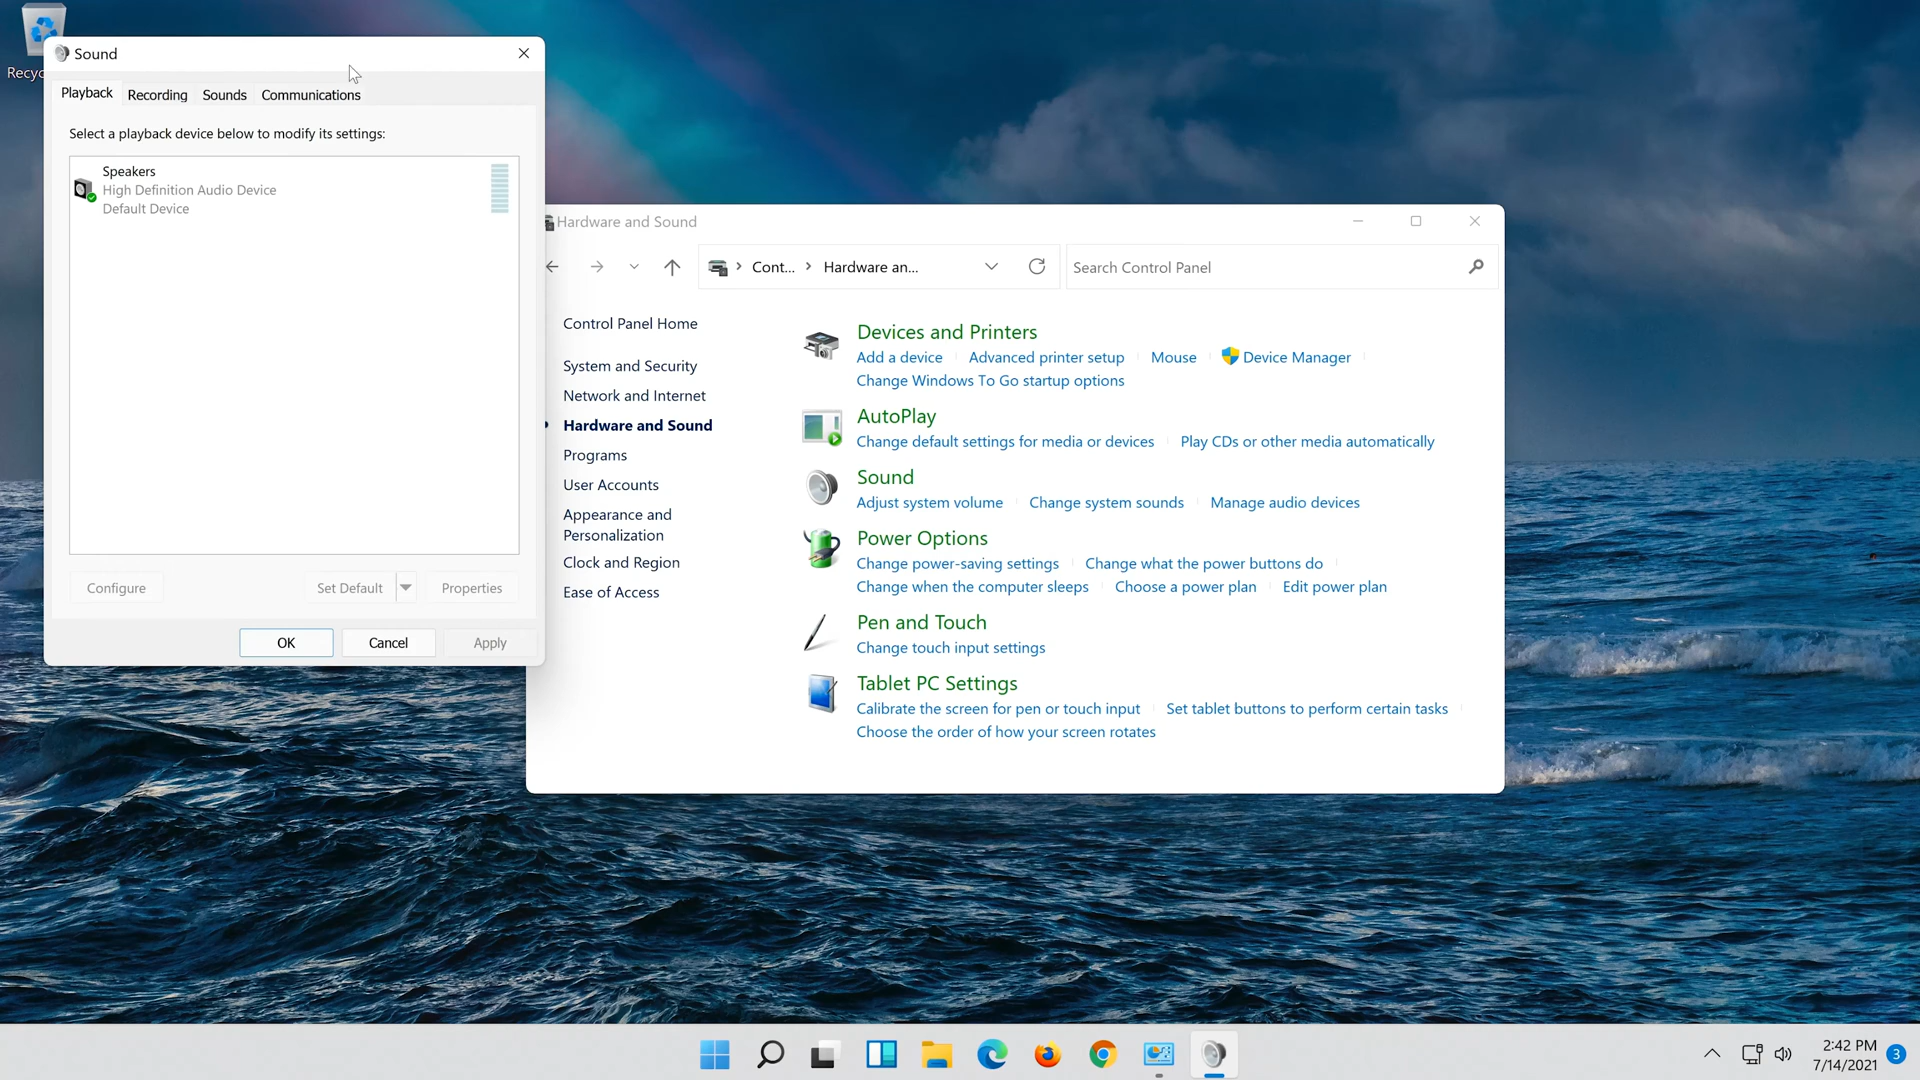 Recyc
Sound
Playback
Recording
Sounds
Communications
Select a playback device below to modify its settings:
Speakers
High Definition Audio Device
Default Device
Configure
Set Default
Properties
OK
Cancel
Apply
Hardware and Sound
Cont...
Hardware an...
Search Control Panel
Control Panel Home
System and Security
Network and Internet
Hardware and Sound
Programs
User Accounts
Appearance and
Personalization
Clock and Region
Ease of Access
Devices and Printers
Add a device
Advanced printer setup
Mouse
Device Manager
Change Windows To Go startup options
AutoPlay
Change default settings for media or devices
Play CDs or other media automatically
Sound
Adjust system volume
Change system sounds
Manage audio devices
Power Options
Change power-saving settings
Change what the power buttons do
Change when the computer sleeps
Choose a power plan
Edit power plan
Pen and Touch
Change touch input settings
Tablet PC Settings
Calibrate the screen for pen or touch input
Set tablet buttons to perform certain tasks
Choose the order of how your screen rotates
2:42 PM
7/14/2021
3